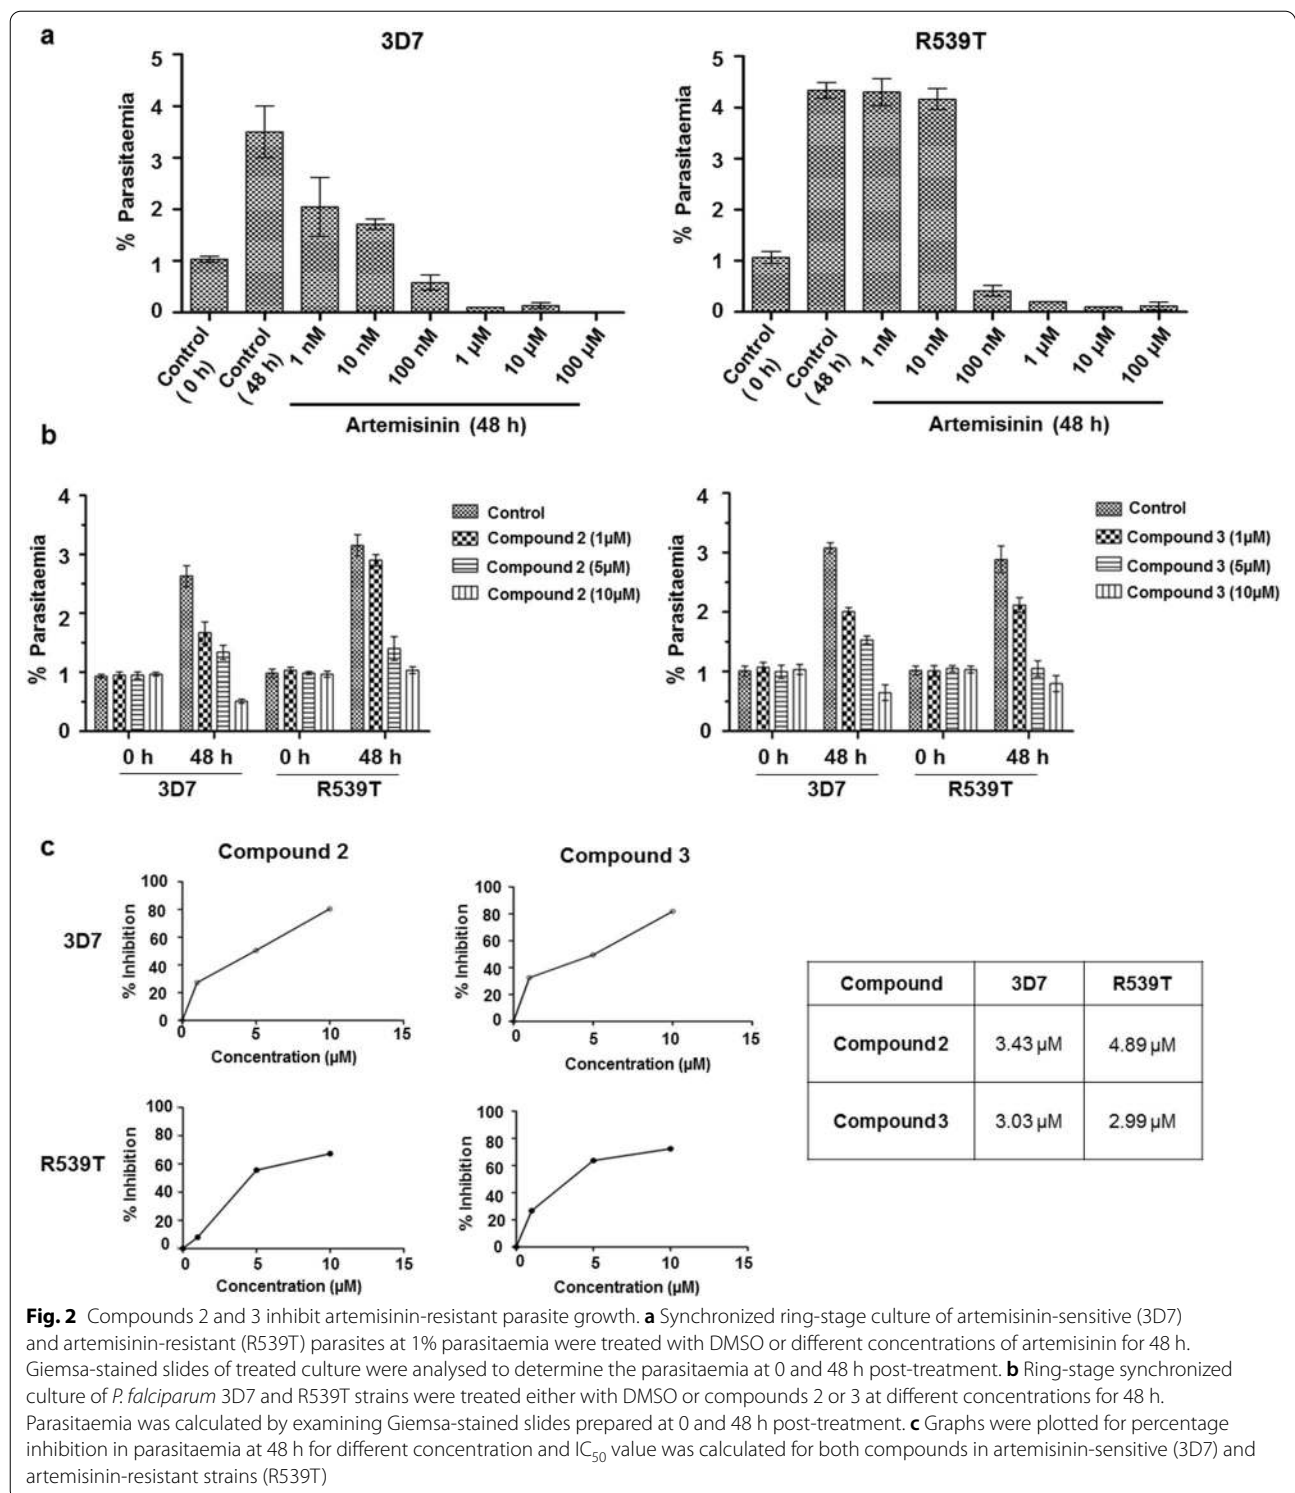 a
3D7
R539T
% Parasitaemia
5
4
3
2
1
0
Control
( 0 h)
Control
( 48 h)
1 nM
10 nM
100 nM
1 µM
10 µM
100 µM
Artemisinin (48 h)
% Parasitaemia
5
4
3
2
1
0
Control
( 0 h)
Control
(48 h)
1 nM
10 nM
100 nM
1 µM
10 µM
100 µM
Artemisinin (48 h)
b
% Parasitaemia
4
3
2
1
0
0 h
48 h
0 h
48 h
3D7
R539T
Control
Compound 2 (1µM)
Compound 2 (5µM)
Compound 2 (10µM)
% Parasitaemia
4
3
2
1
0
0 h
48 h
0 h
48 h
3D7
R539T
Control
Compound 3 (1µM)
Compound 3 (5µM)
Compound 3 (10µM)
c
Compound 2
Compound 3
3D7
% Inhibition
100
80
60
40
20
0
0 5 10 15
Concentration (µM)
% Inhibition
100
80
60
40
20
0
0 5 10 15
Concentration (µM)
R539T
% Inhibition
100
80
60
40
20
0
0 5 10 15
Concentration (µM)
% Inhibition
100
80
60
40
20
0
0 5 10 15
Concentration (µM)
Compound 3D7 R539T
Compound 2 3.43 µM 4.89 µM
Compound 3 3.03 µM 2.99 µM
Fig. 2 Compounds 2 and 3 inhibit artemisinin-resistant parasite growth. a Synchronized ring-stage culture of artemisinin-sensitive (3D7)
and artemisinin-resistant (R539T) parasites at 1% parasitaemia were treated with DMSO or different concentrations of artemisinin for 48 h.
Giemsa-stained slides of treated culture were analysed to determine the parasitaemia at 0 and 48 h post-treatment. b Ring-stage synchronized
culture of P. falciparum 3D7 and R539T strains were treated either with DMSO or compounds 2 or 3 at different concentrations for 48 h.
Parasitaemia was calculated by examining Giemsa-stained slides prepared at 0 and 48 h post-treatment. c Graphs were plotted for percentage
inhibition in parasitaemia at 48 h for different concentration and IC50 value was calculated for both compounds in artemisinin-sensitive (3D7) and
artemisinin-resistant strains (R539T)